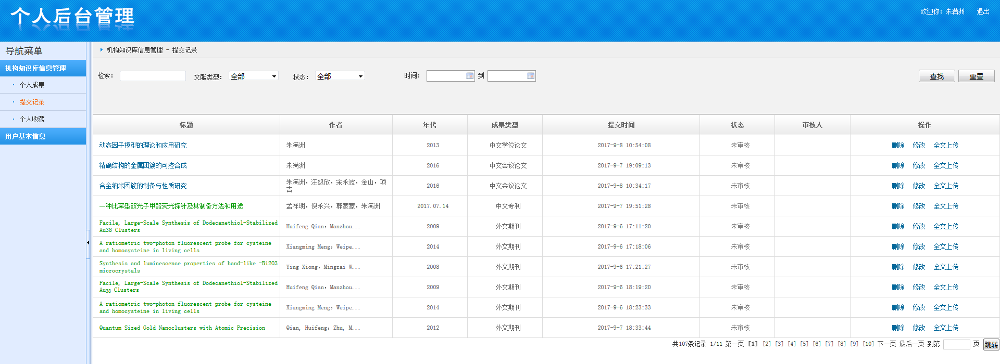 个人后台管理
欢迎你: 朱满洲 退出
导航菜单
机构知识库信息管理
· 个人成果
· 提交记录
· 个人收藏
用户基本信息
机构知识库信息管理 - 提交记录
检索: 文献类型: 全部 状态: 全部 时间: 到 查找 重置
标题 作者 年代 成果类型 提交时间 状态 审核人 操作
动态因子模型的理论和应用研究 朱满洲 2013 中文学位论文 2017-9-8 10:54:08 未审核 删除 修改 全文上传
精确结构的金属团簇的可控合成 朱满洲 2016 中文会议论文 2017-9-7 19:09:13 未审核 删除 修改 全文上传
合金纳米团簇的制备与性质研究 朱满洲，汪恕欣，宋永波，金山，项
吉 2016 中文会议论文 2017-9-8 10:34:17 未审核 删除 修改 全文上传
一种比率型双光子甲醛荧光探针及其制备方法和用途 孟祥明，倪永兴，郭蒙蒙，朱满洲 2017.07.14 中文专利 2017-9-7 19:51:28 未审核 删除 修改 全文上传
Facile, Large-Scale Synthesis of Dodecanethiol-Stabilized
Au38 Clusters Huifeng Qian，Manzhou... 2009 外文期刊 2017-9-6 17:11:20 未审核 删除 修改 全文上传
A ratiometric two-photon fluorescent probe for cysteine
and homocysteine in living cells Xiangming Meng，Weipe... 2014 外文期刊 2017-9-6 17:18:06 未审核 删除 修改 全文上传
Synthesis and luminescence properties of hand-like -Bi2O3
microcrystals Ying Xiong，Mingzai W... 2008 外文期刊 2017-9-6 17:21:27 未审核 删除 修改 全文上传
Facile, Large-Scale Synthesis of Dodecanethiol-Stabilized
Au₃₈ Clusters Huifeng Qian，Manzhou... 2009 外文期刊 2017-9-6 18:19:20 未审核 删除 修改 全文上传
A ratiometric two-photon fluorescent probe for cysteine
and homocysteine in living cells Xiangming Meng，Weipe... 2014 外文期刊 2017-9-6 18:23:33 未审核 删除 修改 全文上传
Quantum Sized Gold Nanoclusters with Atomic Precision Qian, Huifeng，Zhu, M... 2012 外文期刊 2017-9-7 18:33:44 未审核 删除 修改 全文上传
共107条记录 1/11 第一页 [1] [2] [3] [4] [5] [6] [7] [8] [9] [10] 下一页 最后一页 到第 页 跳转